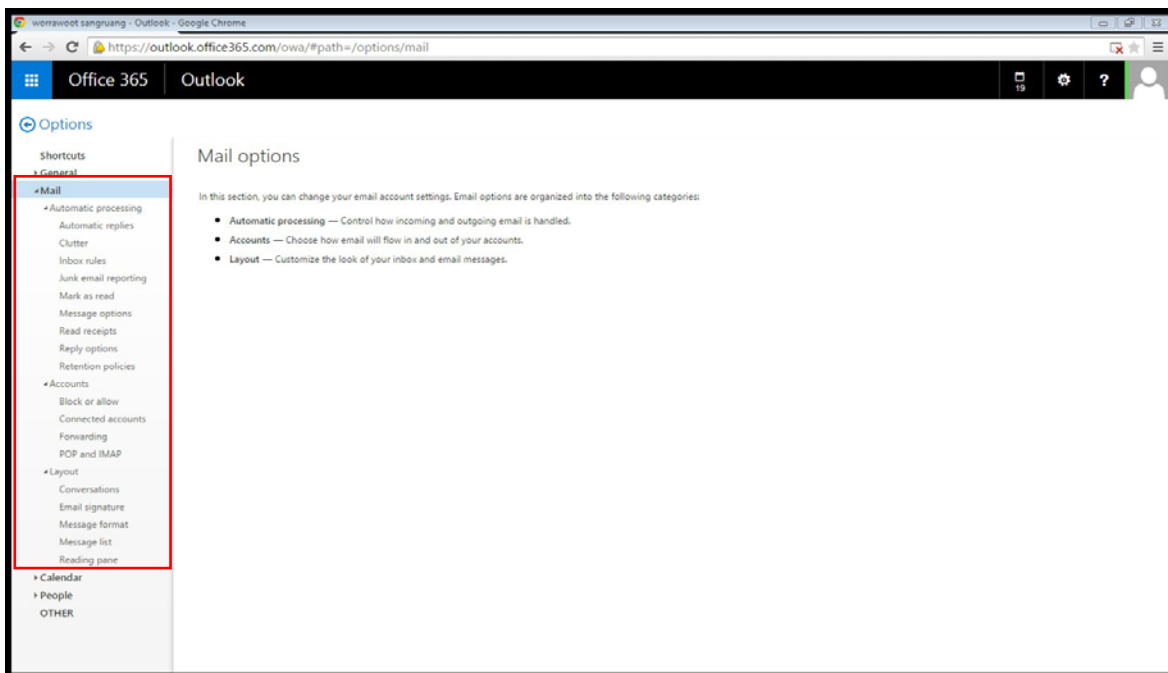 worrawoot sangruang - Outlook - Google Chrome
https://outlook.office365.com/owa/#path=/options/mail
Office 365 Outlook 19 ?
Options
Shortcuts
General
Mail
Automatic processing
Automatic replies
Clutter
Inbox rules
Junk email reporting
Mark as read
Message options
Read receipts
Reply options
Retention policies
Accounts
Block or allow
Connected accounts
Forwarding
POP and IMAP
Layout
Conversations
Email signature
Message format
Message list
Reading pane
Calendar
People
OTHER
Mail options
In this section, you can change your email account settings. Email options are organized into the following categories:
• Automatic processing — Control how incoming and outgoing email is handled.
• Accounts — Choose how email will flow in and out of your accounts.
• Layout — Customize the look of your inbox and email messages.